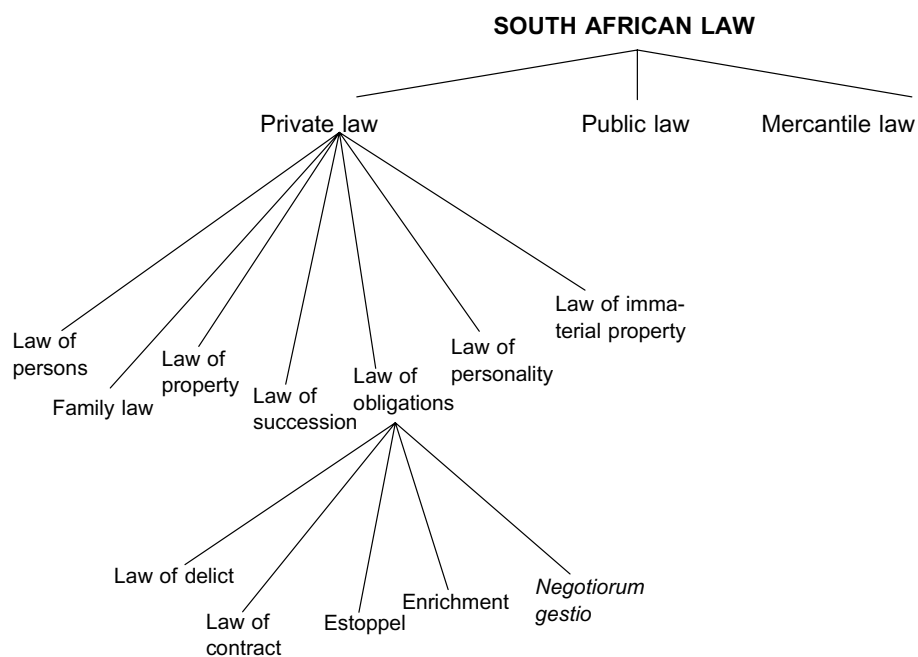 SOUTH AFRICAN LAW
Private law
Public law
Mercantile law
Law of
persons
Family law
Law of
property
Law of
succession
Law of
obligations
Law of
personality
Law of imma-
terial property
Law of delict
Law of
contract
Estoppel
Enrichment
Negotiorum
gestio